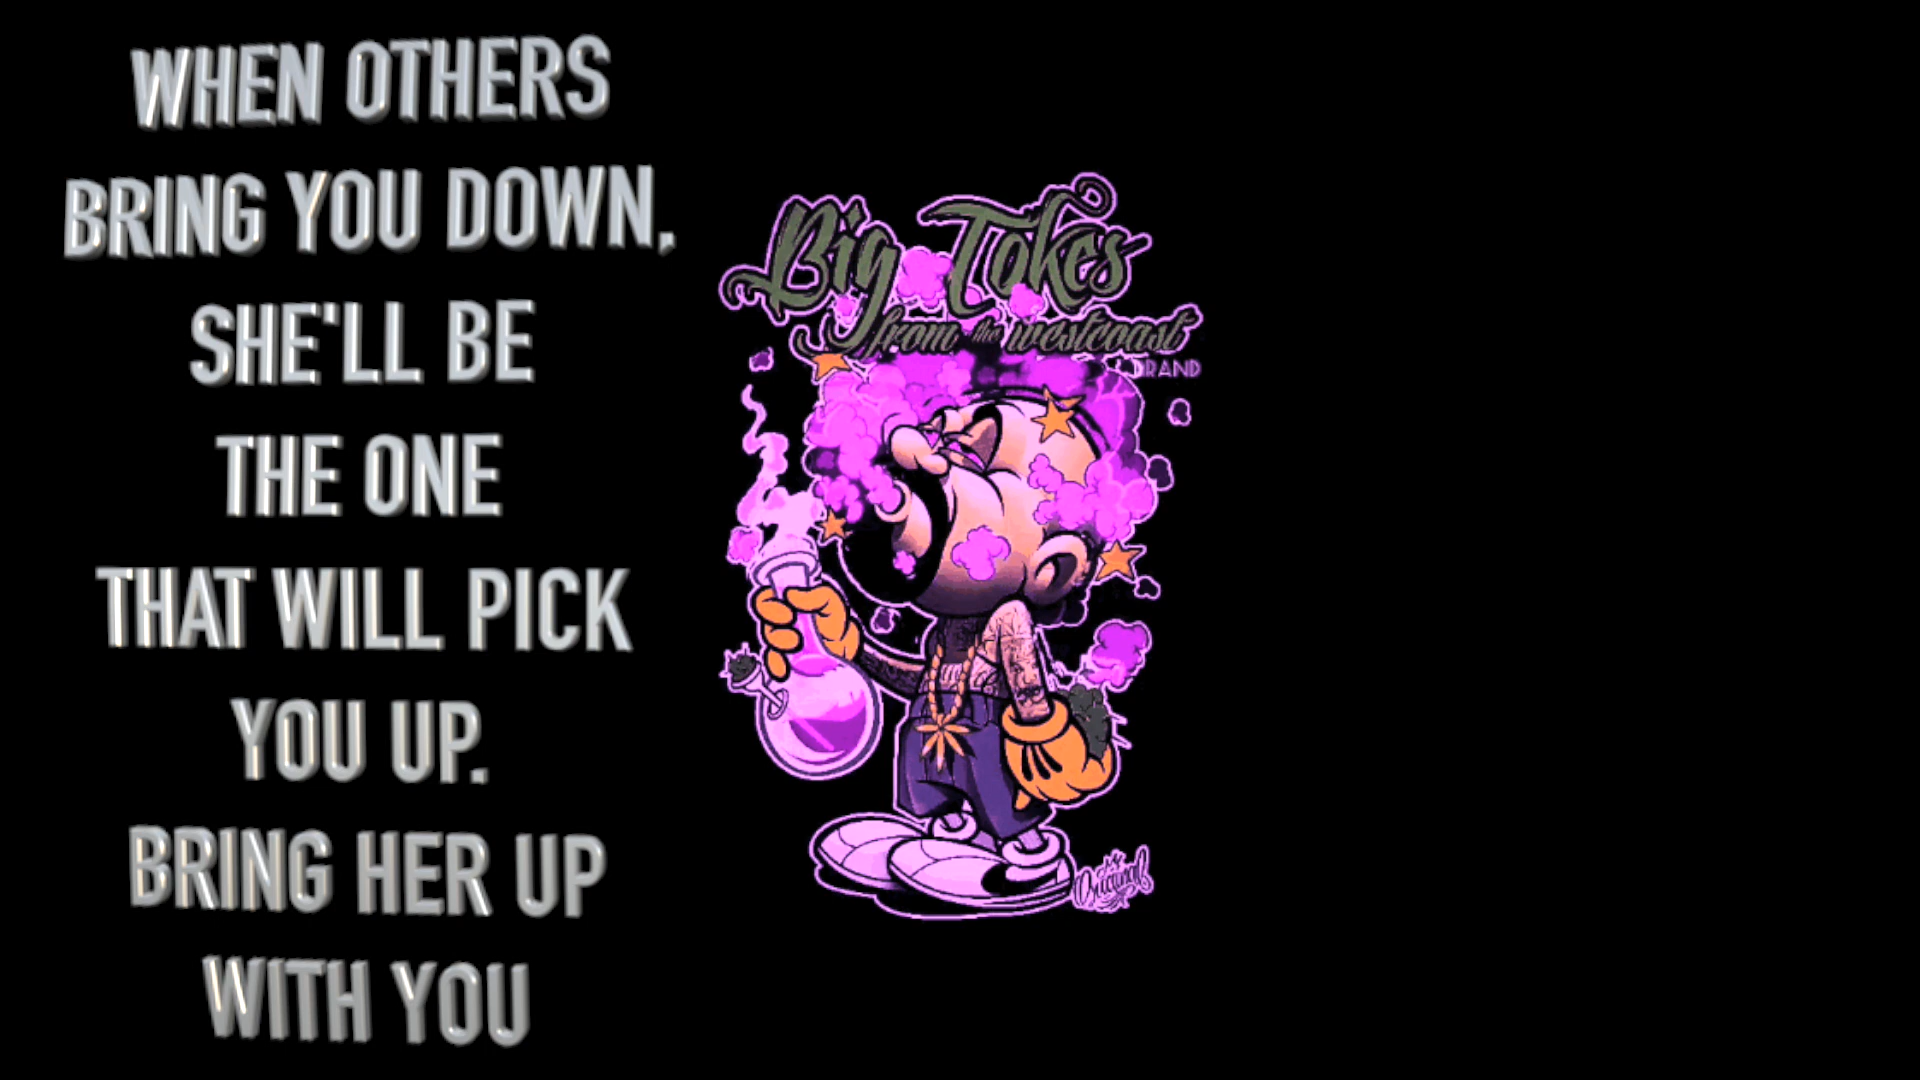 WHEN OTHERS
BRING YOU DOWN,
SHE'LL BE
THE ONE
THAT WILL PICK
YOU UP.
BRING HER UP
WITH YOU
Big Tokes
from the westcoast
BRAND
Originals